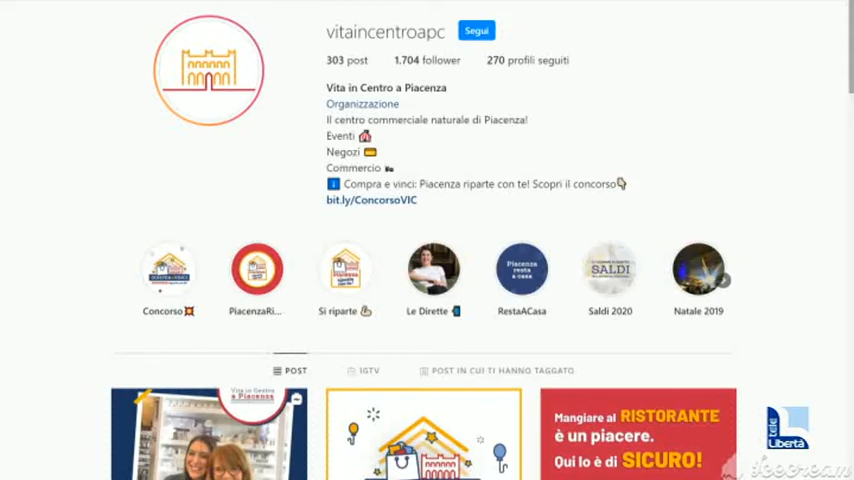 vitaincentroapc Segui
303 post 1.704 follower 270 profili seguiti
Vita in Centro a Piacenza
Organizzazione
Il centro commerciale naturale di Piacenza!
Eventi
Negozi
Commercio
Compra e vinci: Piacenza riparte con te! Scopri il concorso
bit.ly/ConcorsoVIC
SALDI
Piacenza
resta
a casa
Concorso PiacenzaRi... Si riparte Le Dirette RestaACasa Saldi 2020 Natale 2019
POST IGTV POST IN CUI TI HANNO TAGGATO
Vita in Centro
a Piacenza
Mangiare al RISTORANTE
è un piacere.
Qui lo è di SICURO!
tele
Libertà